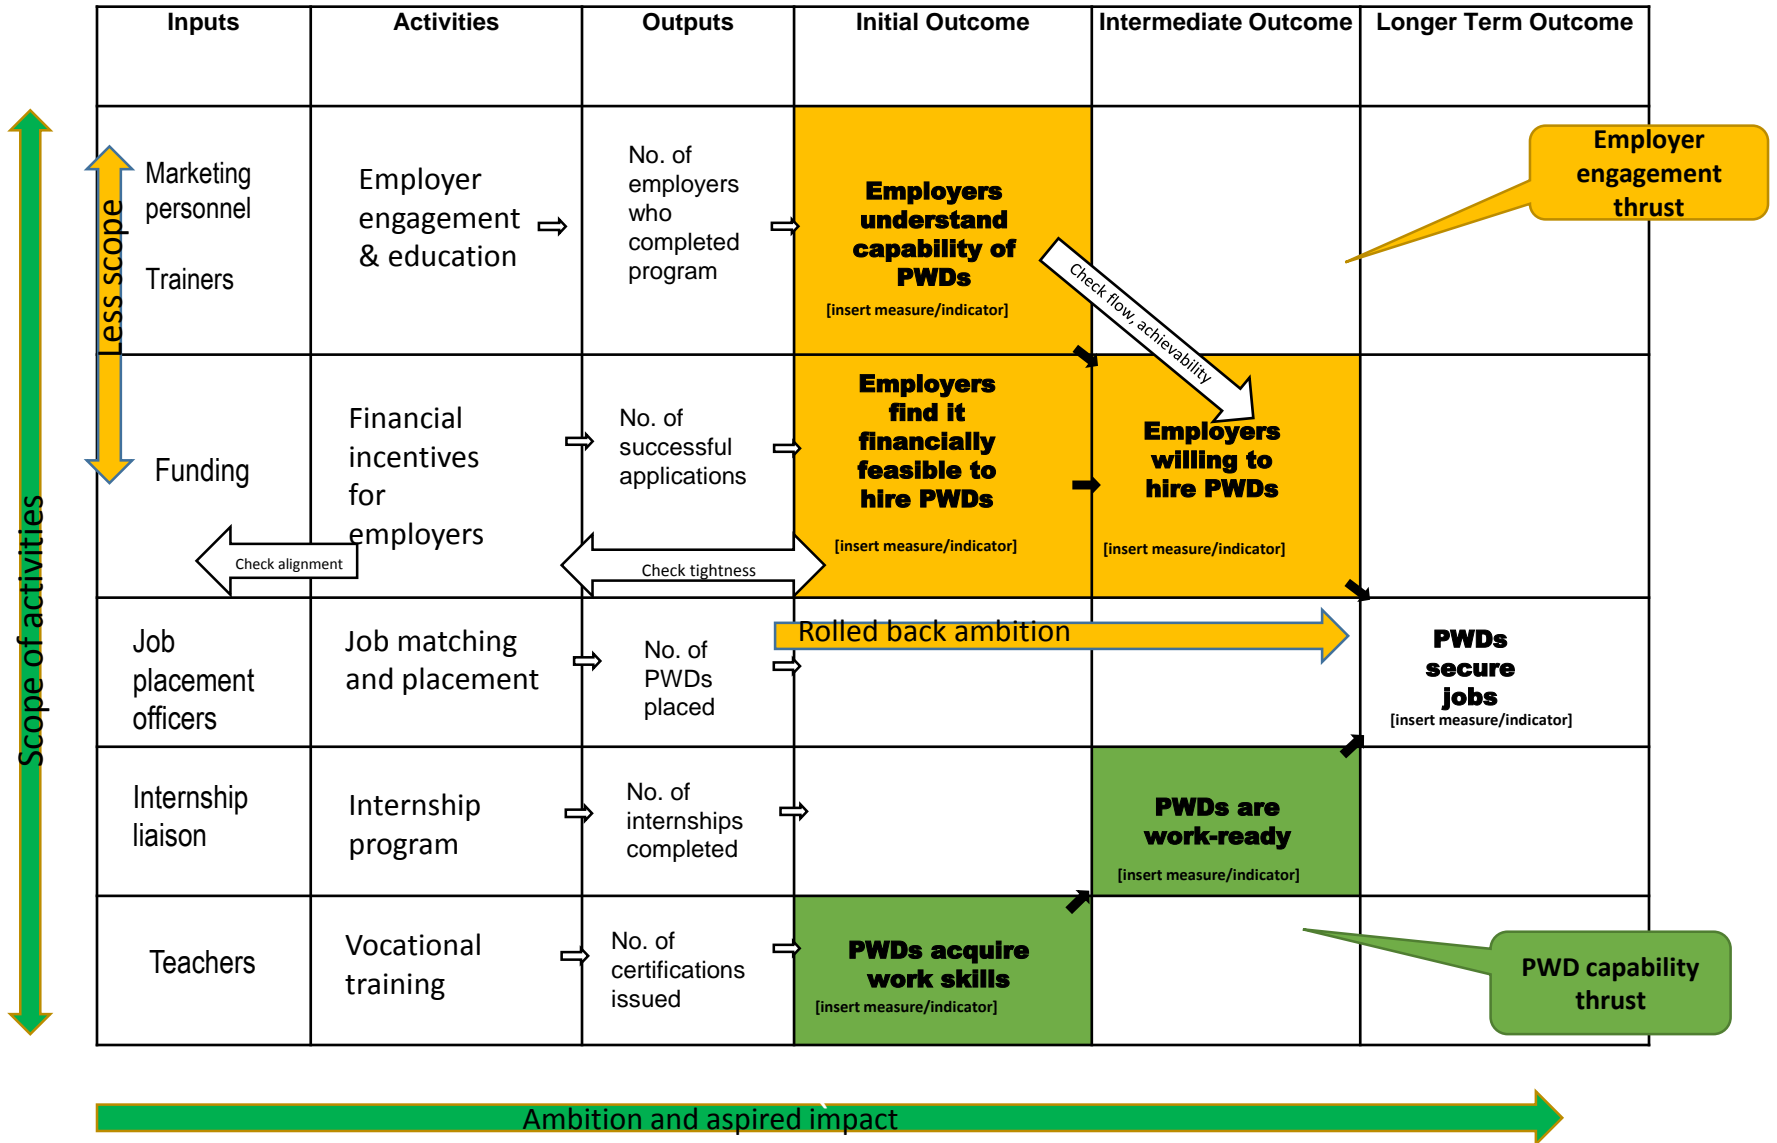 Inputs
Activities
Outputs
Initial Outcome
Intermediate Outcome
Longer Term Outcome
Scope of activities
Less scope
Marketing
personnel
Trainers
Employer
engagement
& education
No. of
employers
who
completed
program
Employers
understand
capability of
PWDs
[insert measure/indicator]
Check flow, achievability
Employer
engagement
thrust
Funding
Financial
incentives
for
employers
No. of
successful
applications
Employers
find it
financially
feasible to
hire PWDs
[insert measure/indicator]
Employers
willing to
hire PWDs
[insert measure/indicator]
Check alignment
Check tightness
Job
placement
officers
Job matching
and placement
No. of
PWDs
placed
Rolled back ambition
PWDs
secure
jobs
[insert measure/indicator]
Internship
liaison
Internship
program
No. of
internships
completed
PWDs are
work-ready
[insert measure/indicator]
Teachers
Vocational
training
No. of
certifications
issued
PWDs acquire
work skills
[insert measure/indicator]
PWD capability
thrust
Ambition and aspired impact